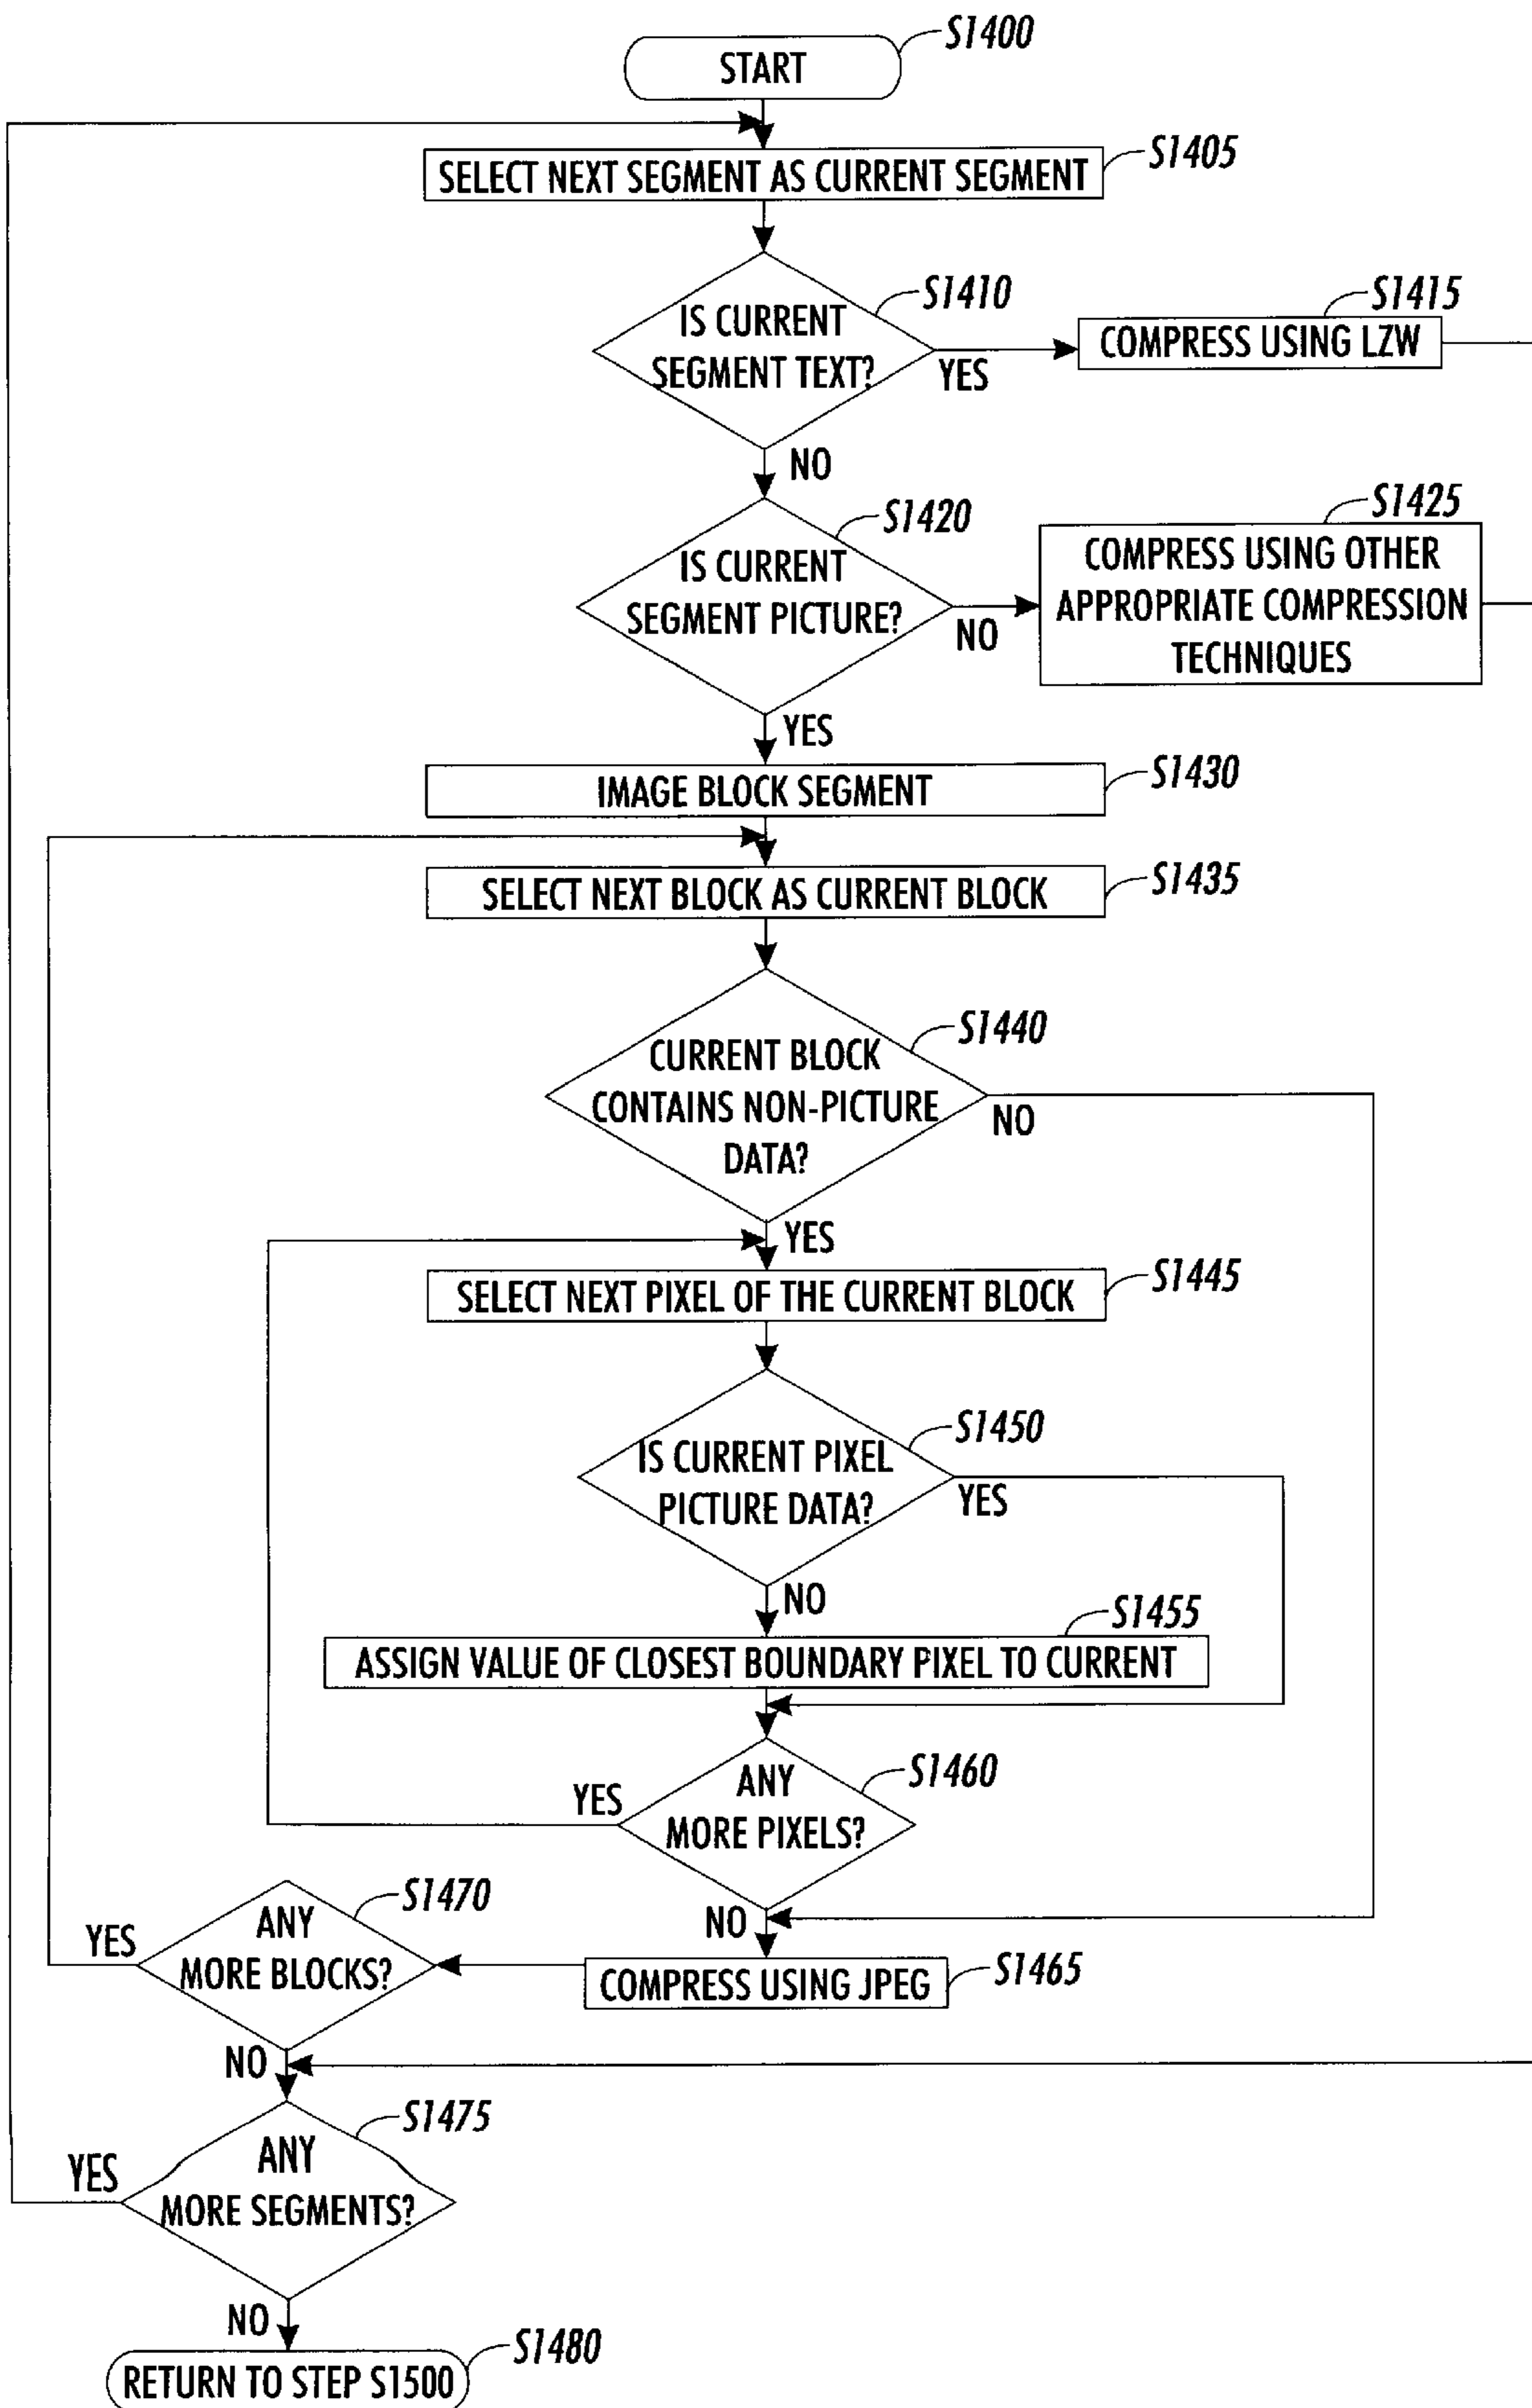 S1400
START
S1405
SELECT NEXT SEGMENT AS CURRENT SEGMENT
S1410
IS CURRENT
SEGMENT TEXT?
YES
S1415
COMPRESS USING LZW
NO
S1420
IS CURRENT
SEGMENT PICTURE?
NO
S1425
COMPRESS USING OTHER
APPROPRIATE COMPRESSION
TECHNIQUES
YES
IMAGE BLOCK SEGMENT
S1430
SELECT NEXT BLOCK AS CURRENT BLOCK
S1435
S1440
CURRENT BLOCK
CONTAINS NON-PICTURE
DATA?
NO
YES
SELECT NEXT PIXEL OF THE CURRENT BLOCK
S1445
S1450
IS CURRENT PIXEL
PICTURE DATA?
YES
NO
S1455
ASSIGN VALUE OF CLOSEST BOUNDARY PIXEL TO CURRENT
S1460
ANY
MORE PIXELS?
YES
NO
S1465
COMPRESS USING JPEG
S1470
ANY
MORE BLOCKS?
YES
NO
S1475
ANY
MORE SEGMENTS?
YES
NO
S1480
RETURN TO STEP S1500